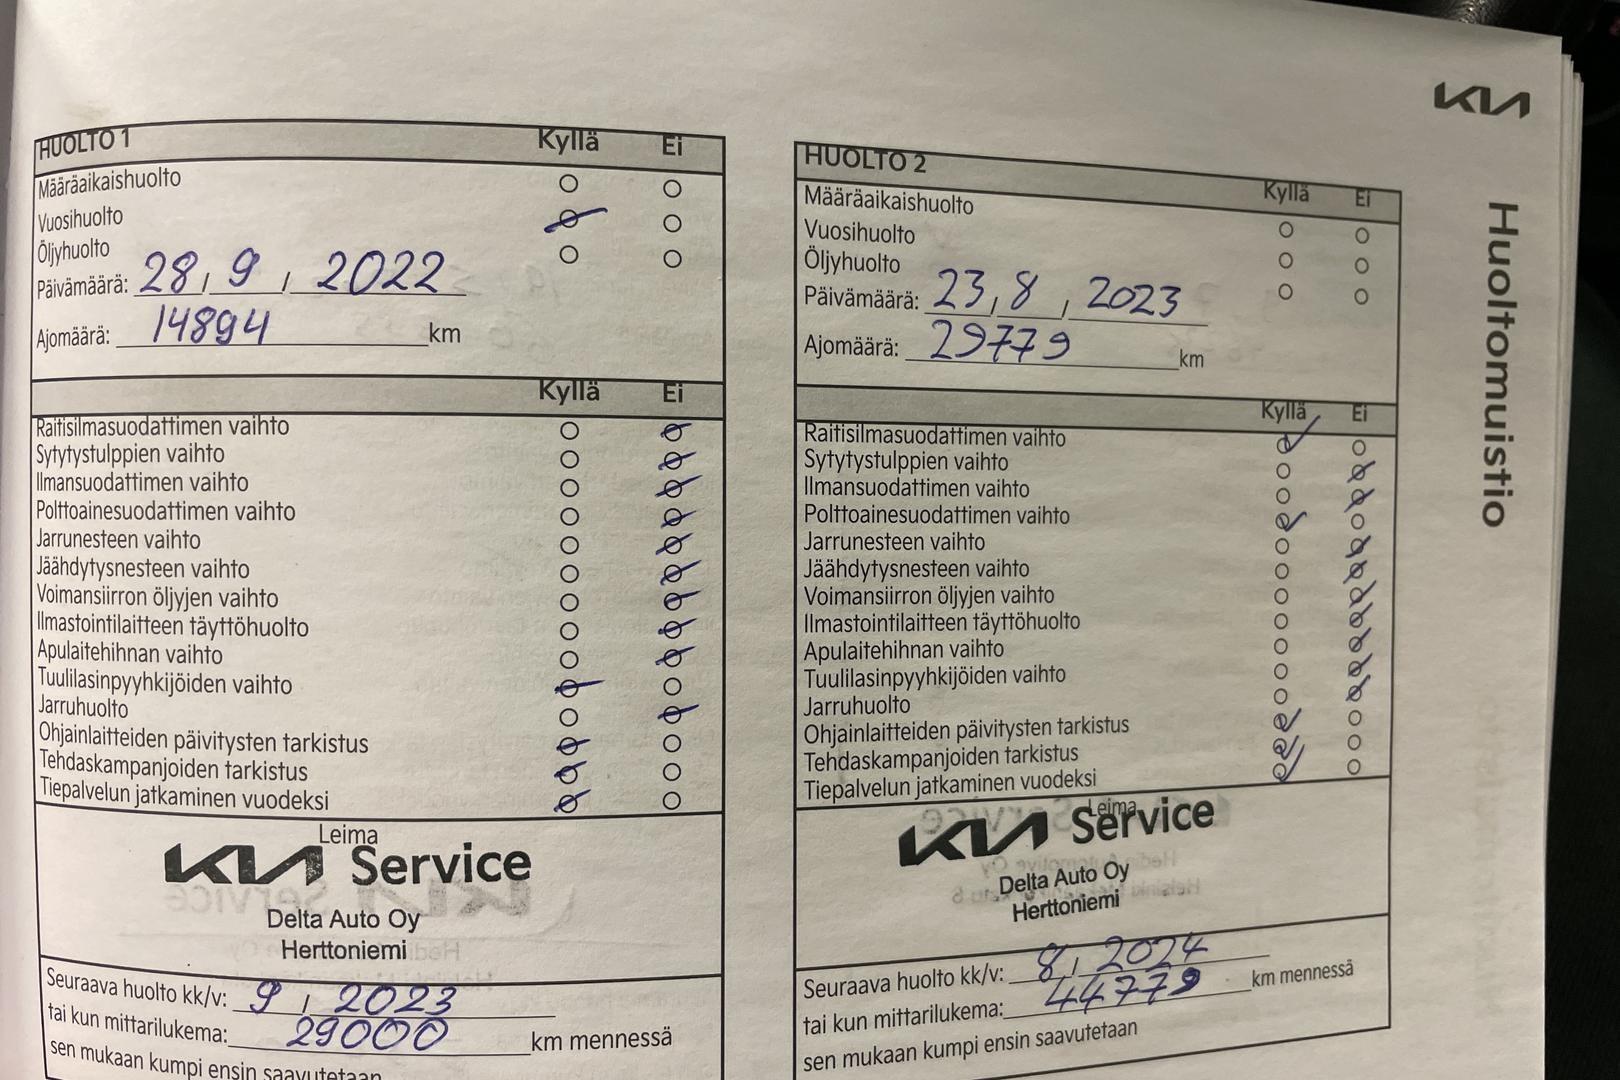 KIA
Huoltomuistio
HUOLTO 1 Kyllä Ei
Määräaikaishuolto
Vuosihuolto
Öljyhuolto
Päivämäärä: 28 / 9 / 2022
Ajomäärä: 14894 km
Kyllä Ei
Raitisilmasuodattimen vaihto
Sytytystulppien vaihto
Ilmansuodattimen vaihto
Polttoainesuodattimen vaihto
Jarrunesteen vaihto
Jäähdytysnesteen vaihto
Voimansiirron öljyjen vaihto
Ilmastointilaitteen täyttöhuolto
Apulaitehihnan vaihto
Tuulilasinpyyhkijöiden vaihto
Jarruhuolto
Ohjainlaitteiden päivitysten tarkistus
Tehdaskampanjoiden tarkistus
Tiepalvelun jatkaminen vuodeksi
Leima
KIA Service
Delta Auto Oy
Herttoniemi
Seuraava huolto kk/v: 9 / 2023
tai kun mittarilukema: 29000 km mennessä
sen mukaan kumpi ensin saavutetaan
HUOLTO 2 Kyllä Ei
Määräaikaishuolto
Vuosihuolto
Öljyhuolto
Päivämäärä: 23 / 8 / 2023
Ajomäärä: 29779 km
Kyllä Ei
Raitisilmasuodattimen vaihto
Sytytystulppien vaihto
Ilmansuodattimen vaihto
Polttoainesuodattimen vaihto
Jarrunesteen vaihto
Jäähdytysnesteen vaihto
Voimansiirron öljyjen vaihto
Ilmastointilaitteen täyttöhuolto
Apulaitehihnan vaihto
Tuulilasinpyyhkijöiden vaihto
Jarruhuolto
Ohjainlaitteiden päivitysten tarkistus
Tehdaskampanjoiden tarkistus
Tiepalvelun jatkaminen vuodeksi
Leima
KIA Service
Delta Auto Oy
Herttoniemi
Seuraava huolto kk/v: 8 / 2024
tai kun mittarilukema: 44779 km mennessä
sen mukaan kumpi ensin saavutetaan